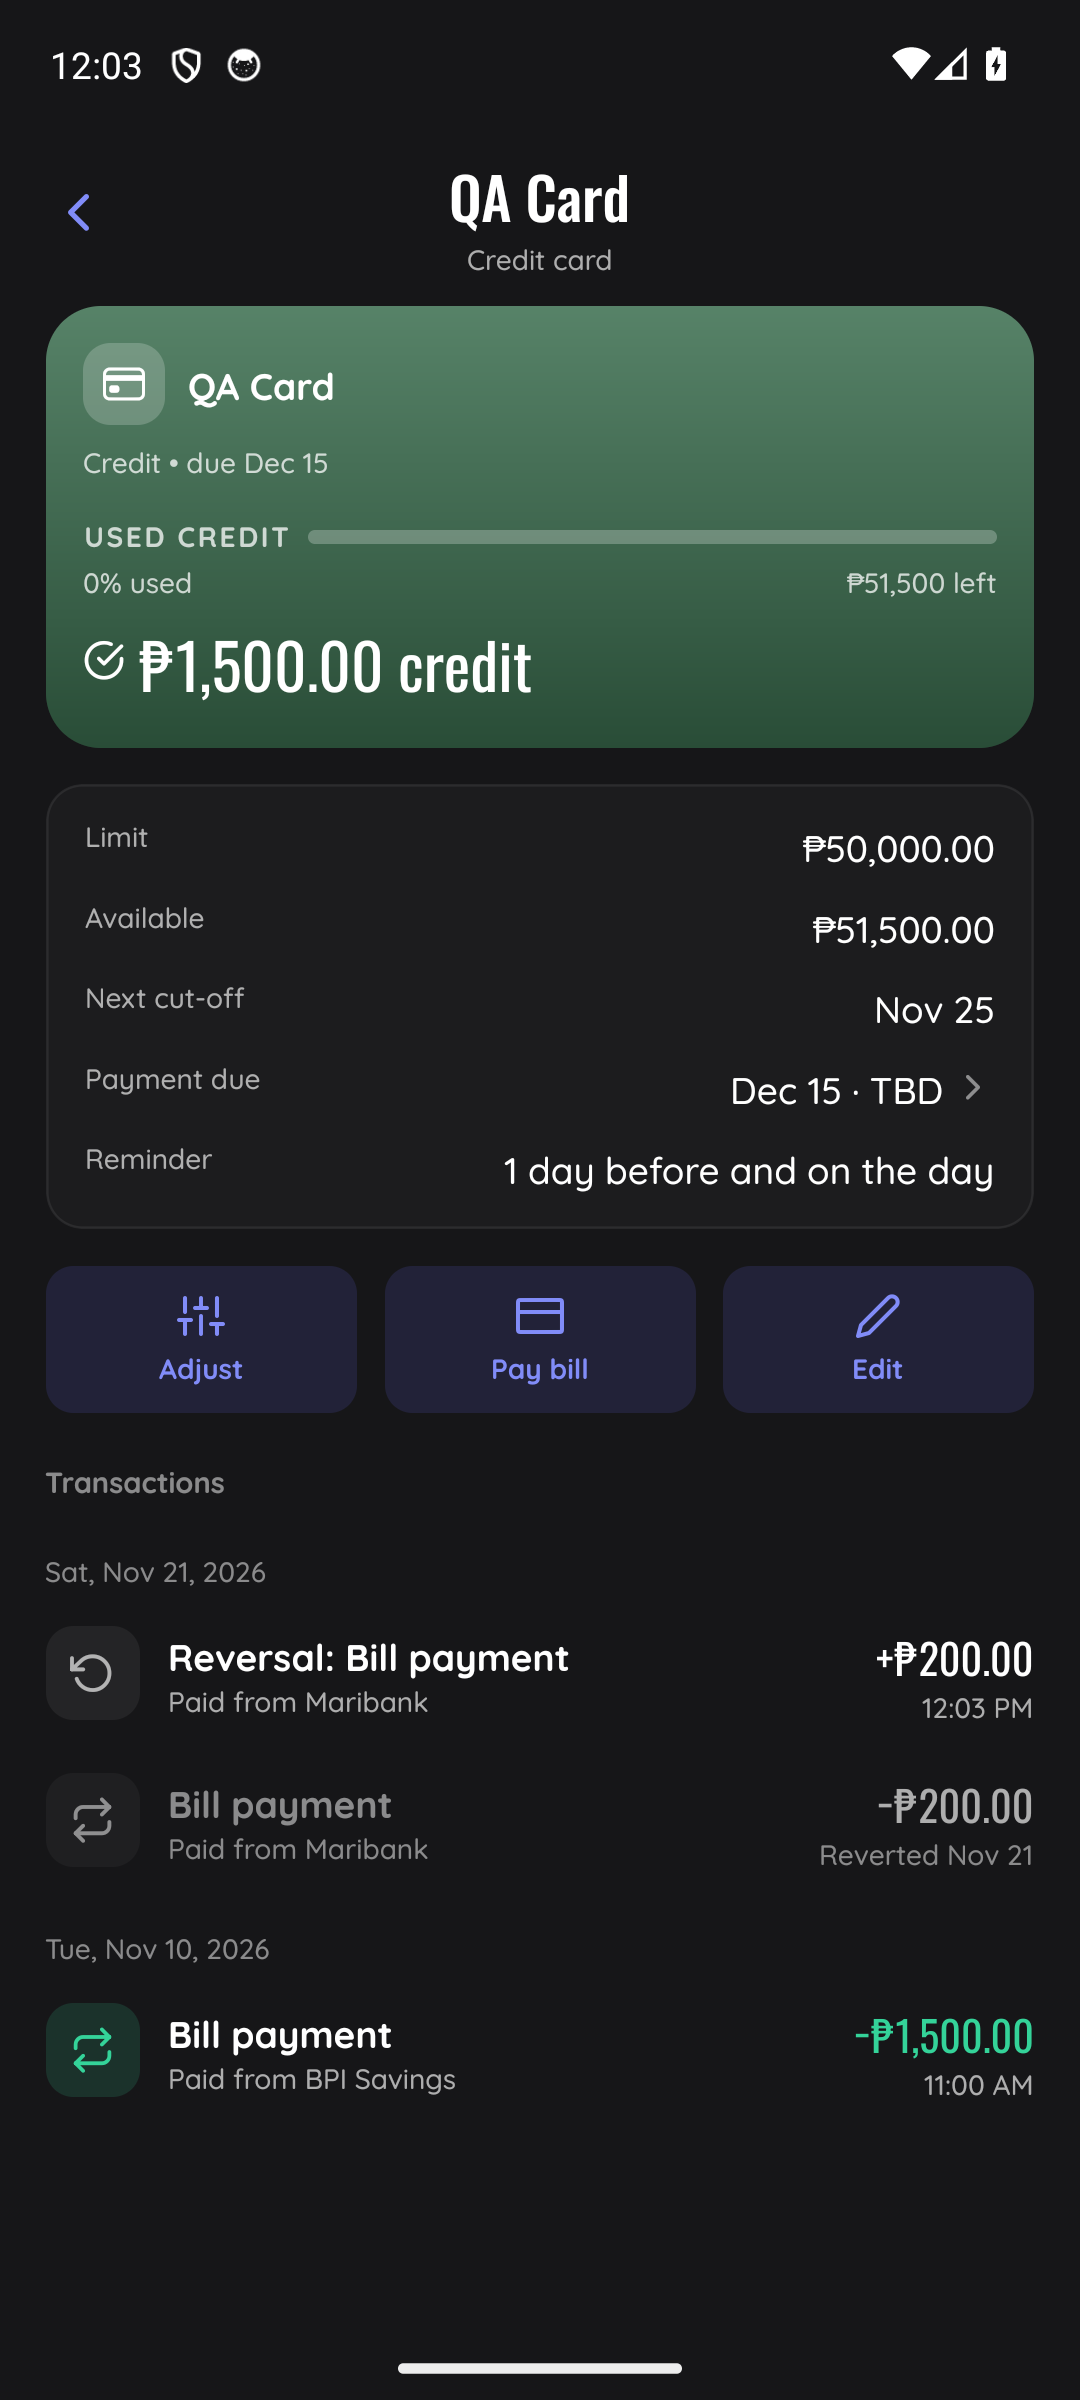 12:03
QA Card
Credit card
QA Card
Credit • due Dec 15
USED CREDIT
0% used
₱51,500 left
₱1,500.00 credit
Limit
₱50,000.00
Available
₱51,500.00
Next cut-off
Nov 25
Payment due
Dec 15 · TBD
Reminder
1 day before and on the day
Adjust
Pay bill
Edit
Transactions
Sat, Nov 21, 2026
Reversal: Bill payment
+₱200.00
Paid from Maribank
12:03 PM
Bill payment
-₱200.00
Paid from Maribank
Reverted Nov 21
Tue, Nov 10, 2026
Bill payment
-₱1,500.00
Paid from BPI Savings
11:00 AM